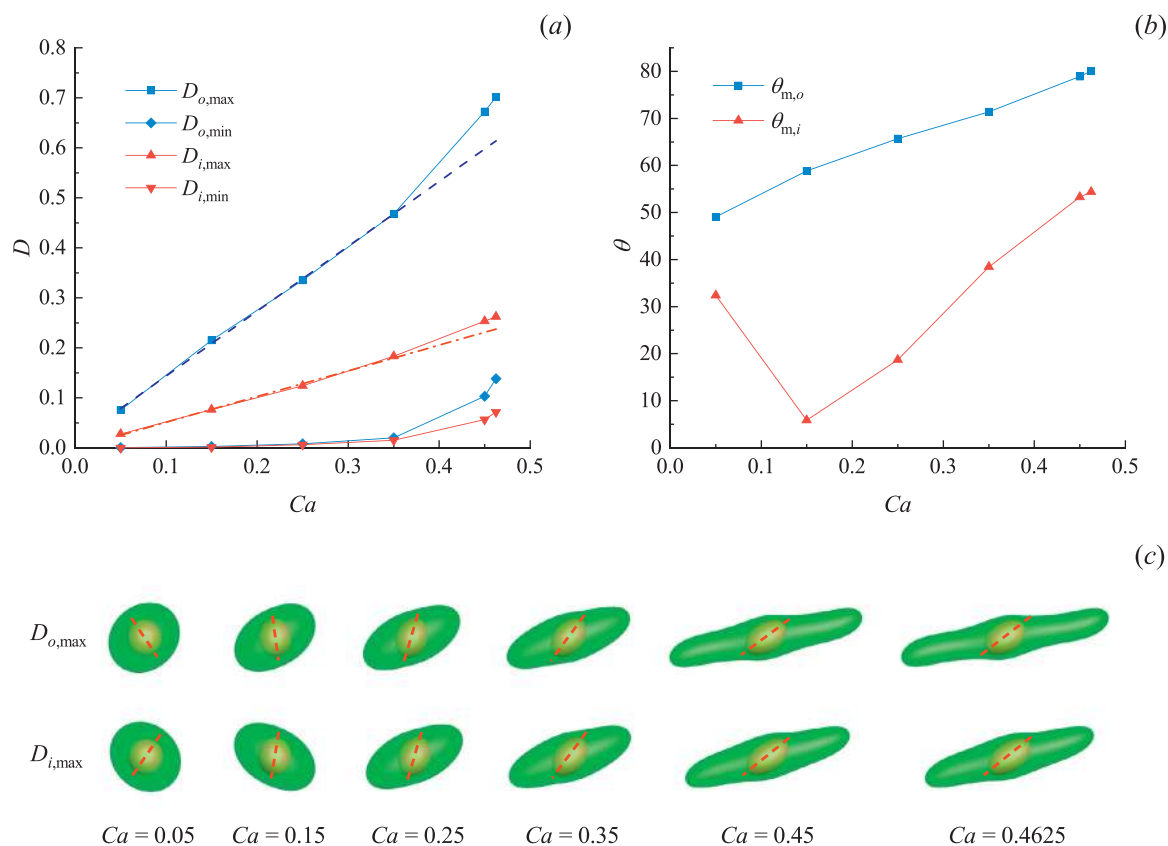 (a)
0.8
0.7
0.6
0.5
0.4
0.3
0.2
0.1
0.0
D
D_{o,max}
D_{o,min}
D_{i,max}
D_{i,min}
0.0 0.1 0.2 0.3 0.4 0.5
Ca
(b)
80
70
60
50
40
30
20
10
0
θ
θ_{m,o}
θ_{m,i}
0.0 0.1 0.2 0.3 0.4 0.5
Ca
(c)
D_{o,max}
D_{i,max}
Ca = 0.05 Ca = 0.15 Ca = 0.25 Ca = 0.35 Ca = 0.45 Ca = 0.4625